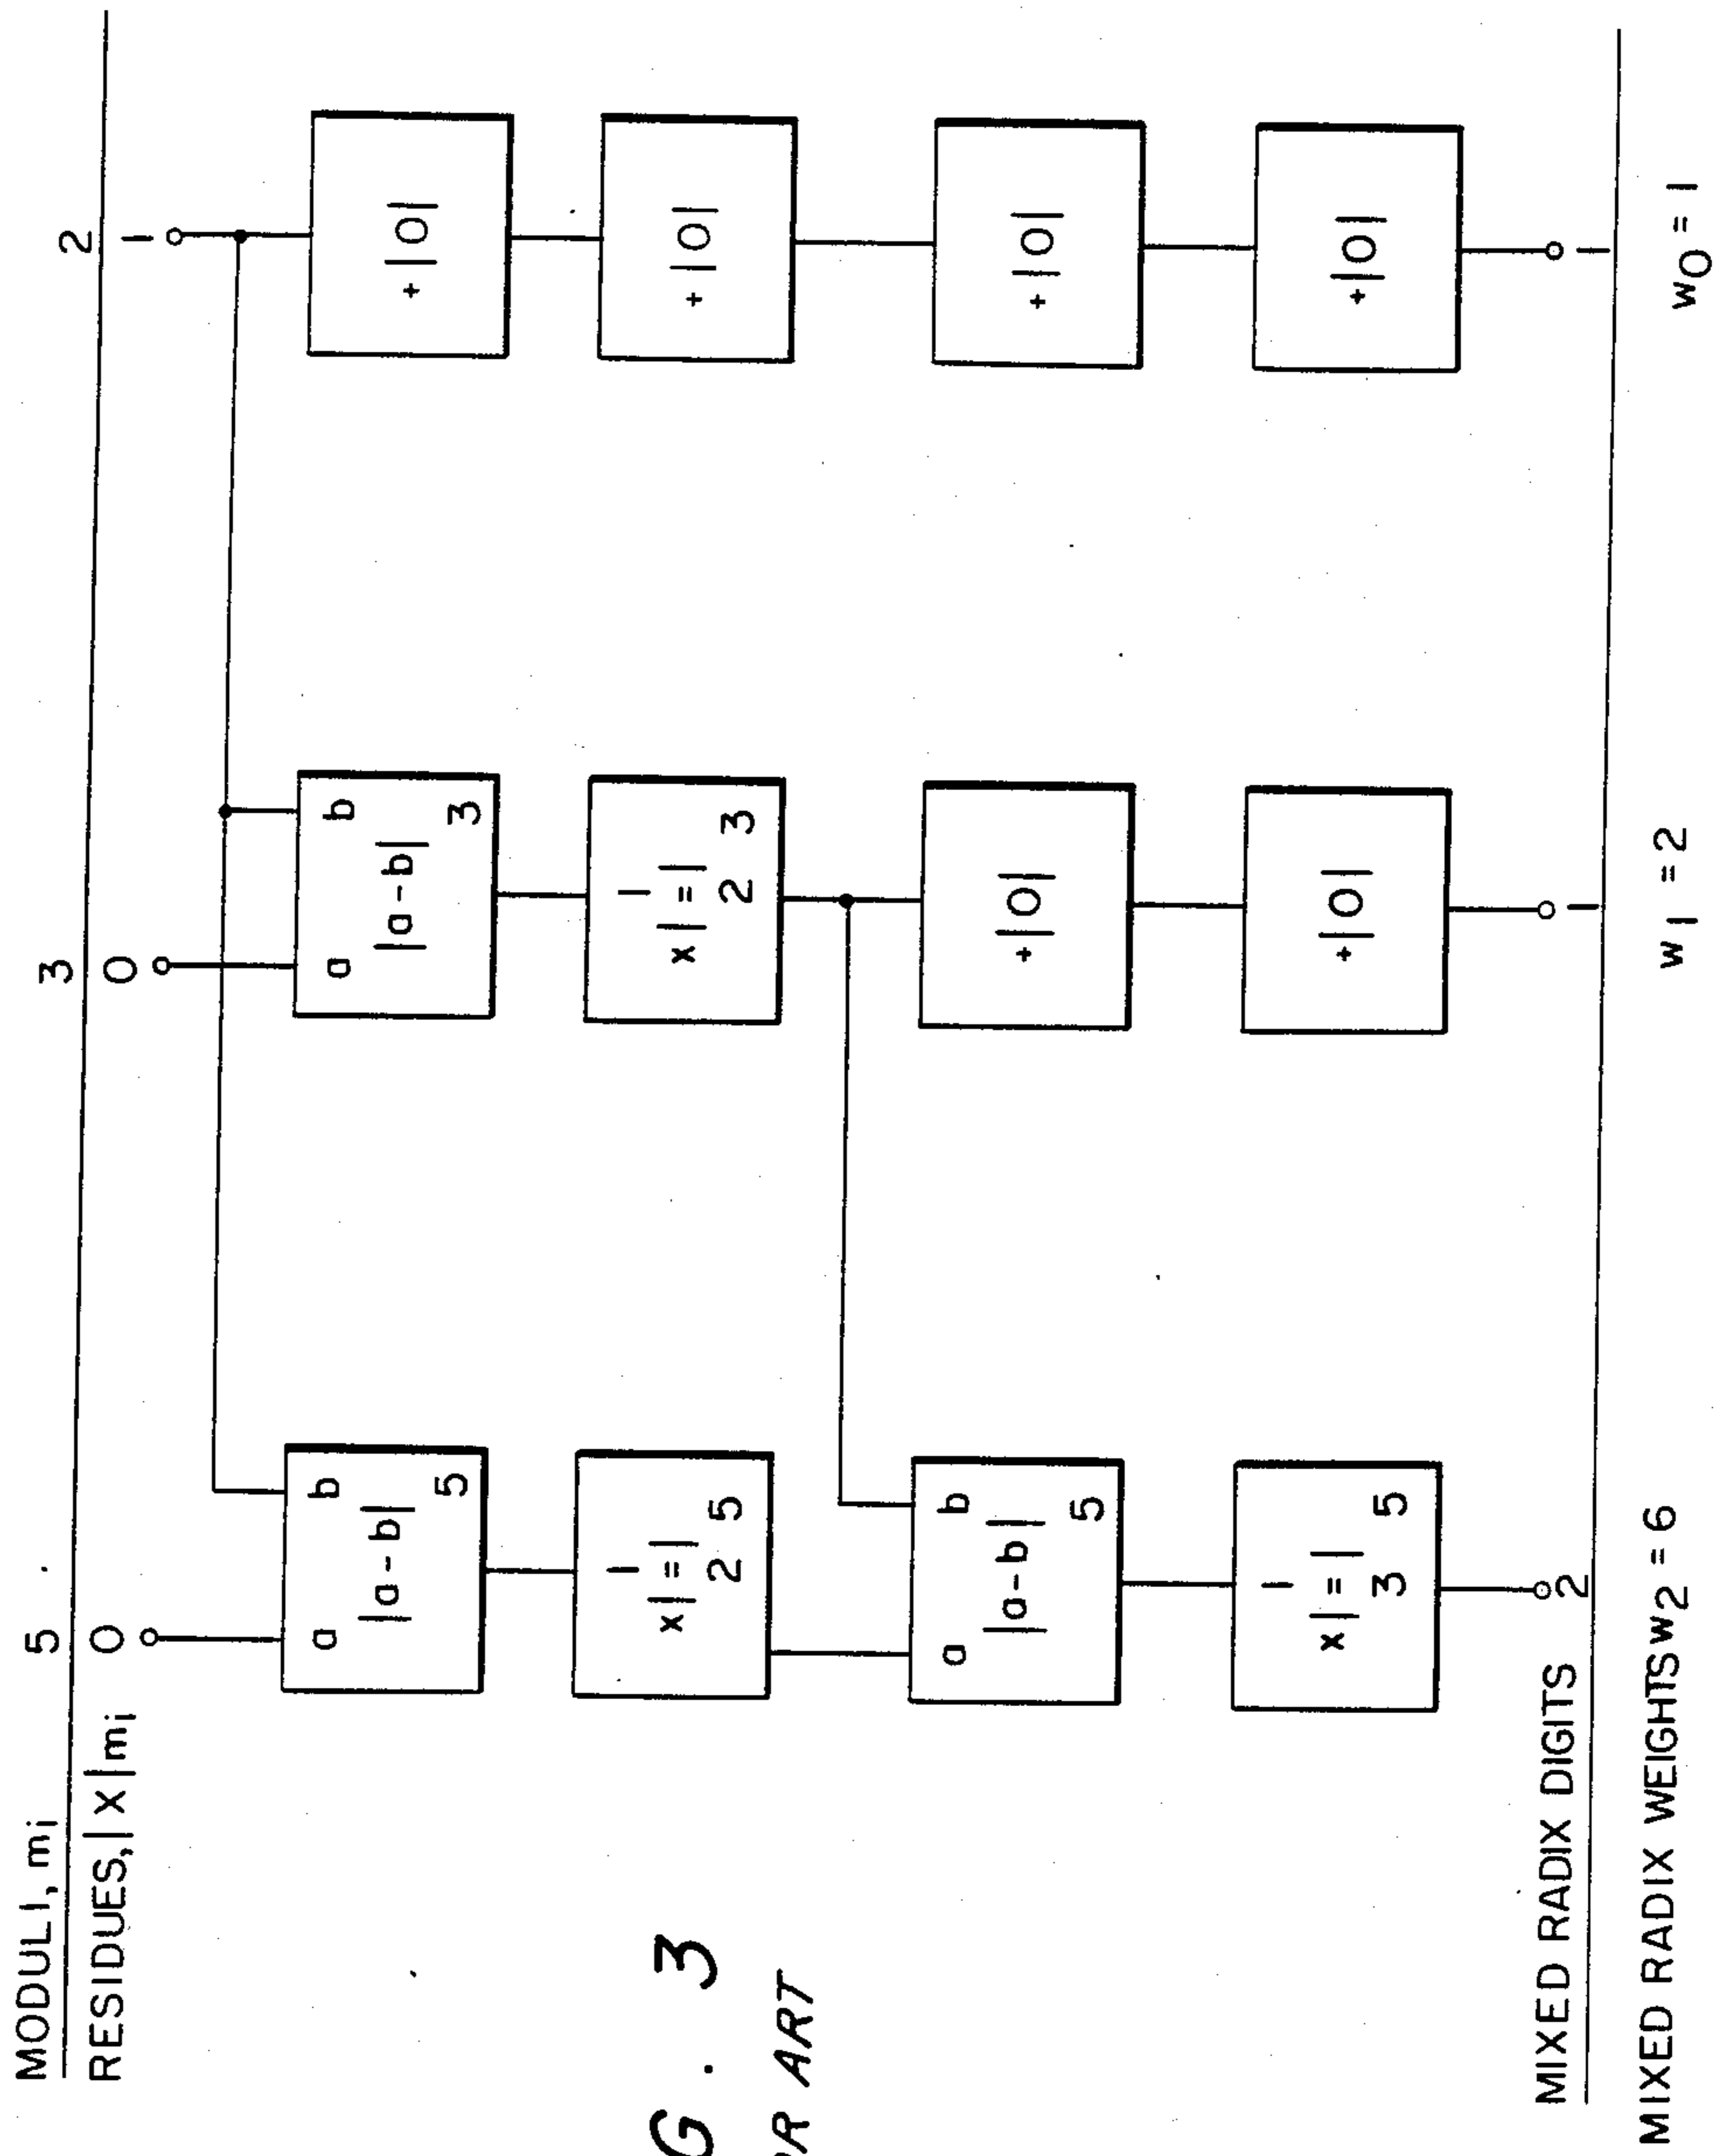 MODULI, mi 5 3 2
RESIDUES, |X|mi 0 0 1
a b a b
|a-b| 5 |a-b| 3 +|0|
x|=| 1 2 5 x|=| 1 2 3 +|0|
a b
|a-b| 5 +|0| +|0|
x|=| 1 3 5 +|0| +|0|
MIXED RADIX DIGITS 2 1 1
MIXED RADIX WEIGHTS w2 = 6 w1 = 2 w0 = 1
G. 3
ART